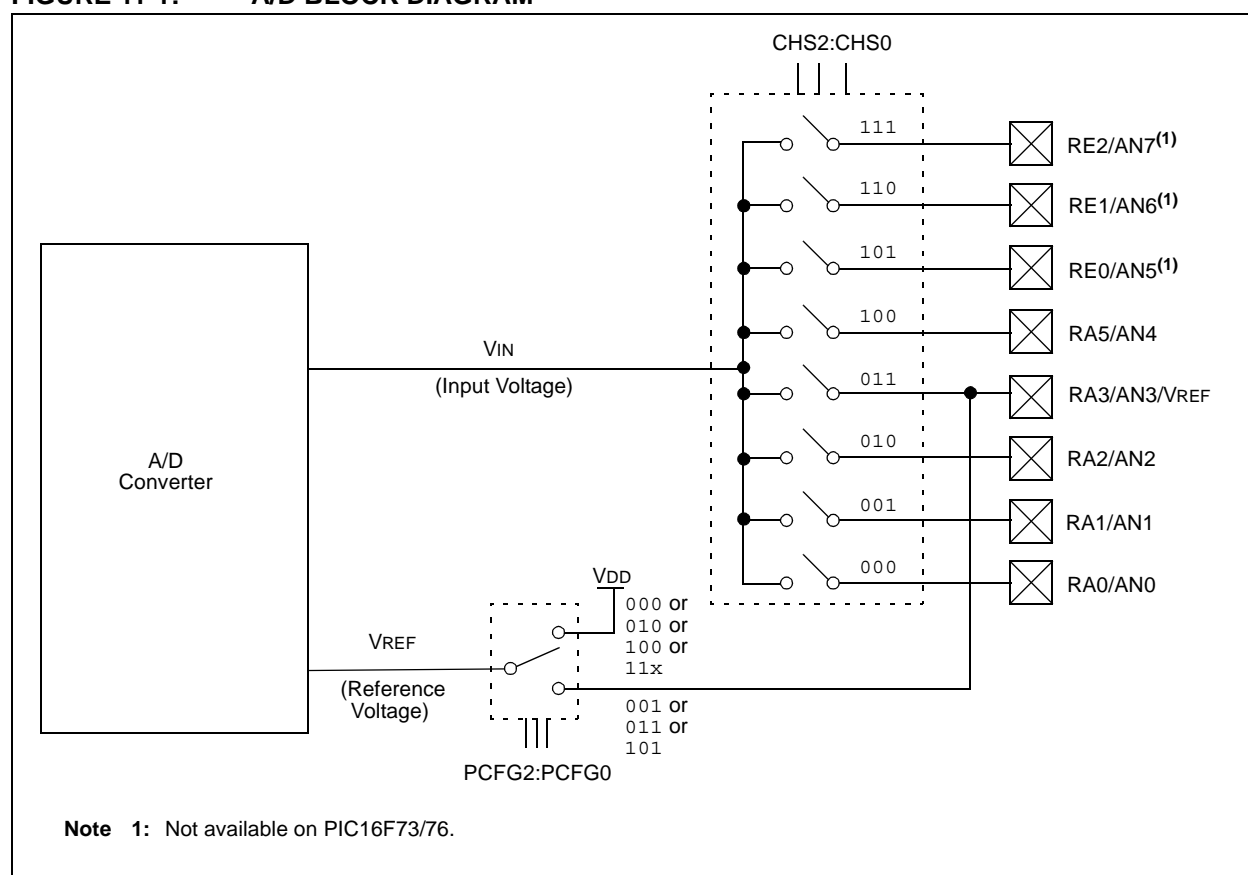 FIGURE 11-1: A/D BLOCK DIAGRAM
CHS2:CHS0
111
RE2/AN7(1)
110
RE1/AN6(1)
101
RE0/AN5(1)
100
RA5/AN4
VIN
(Input Voltage)
011
RA3/AN3/VREF
010
RA2/AN2
A/D
Converter
001
RA1/AN1
000
RA0/AN0
VDD
000 or
010 or
100 or
11x
VREF
(Reference
Voltage)
001 or
011 or
101
PCFG2:PCFG0
Note 1: Not available on PIC16F73/76.